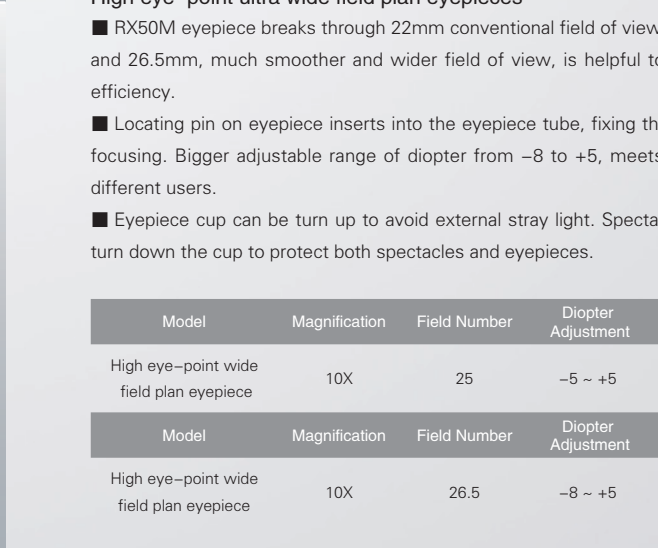 High eye-point ultra wide field plan eyepieces
■ RX50M eyepiece breaks through 22mm conventional field of view
and 26.5mm, much smoother and wider field of view, is helpful to
efficiency.
■ Locating pin on eyepiece inserts into the eyepiece tube, fixing th
focusing. Bigger adjustable range of diopter from −8 to +5, meets
different users.
■ Eyepiece cup can be turn up to avoid external stray light. Specta
turn down the cup to protect both spectacles and eyepieces.
Model Magnification Field Number Diopter
Adjustment
High eye−point wide
field plan eyepiece 10X 25 −5 ~ +5
Model Magnification Field Number Diopter
Adjustment
High eye−point wide
field plan eyepiece 10X 26.5 −8 ~ +5